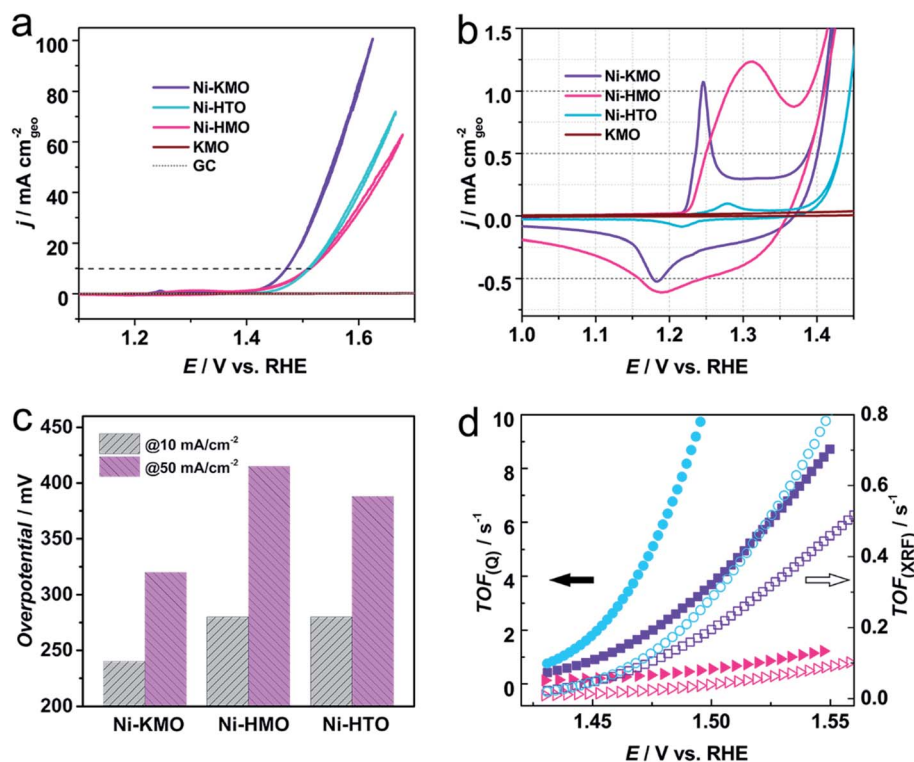 a
100
80
60
40
20
0
j / mA cm⁻²geo
Ni-KMO
Ni-HTO
Ni-HMO
KMO
GC
1.2 1.4 1.6
E / V vs. RHE
b
1.5
1.0
0.5
0.0
-0.5
j / mA cm⁻²geo
Ni-KMO
Ni-HMO
Ni-HTO
KMO
1.0 1.1 1.2 1.3 1.4
E / V vs. RHE
c
450
400
350
300
250
200
Overpotential / mV
@10 mA/cm⁻²
@50 mA/cm⁻²
Ni-KMO Ni-HMO Ni-HTO
d
10
8
6
4
2
0
TOF(Q) / s⁻¹
0.8
0.6
0.4
0.2
0.0
TOF(XRF) / s⁻¹
1.45 1.50 1.55
E / V vs. RHE